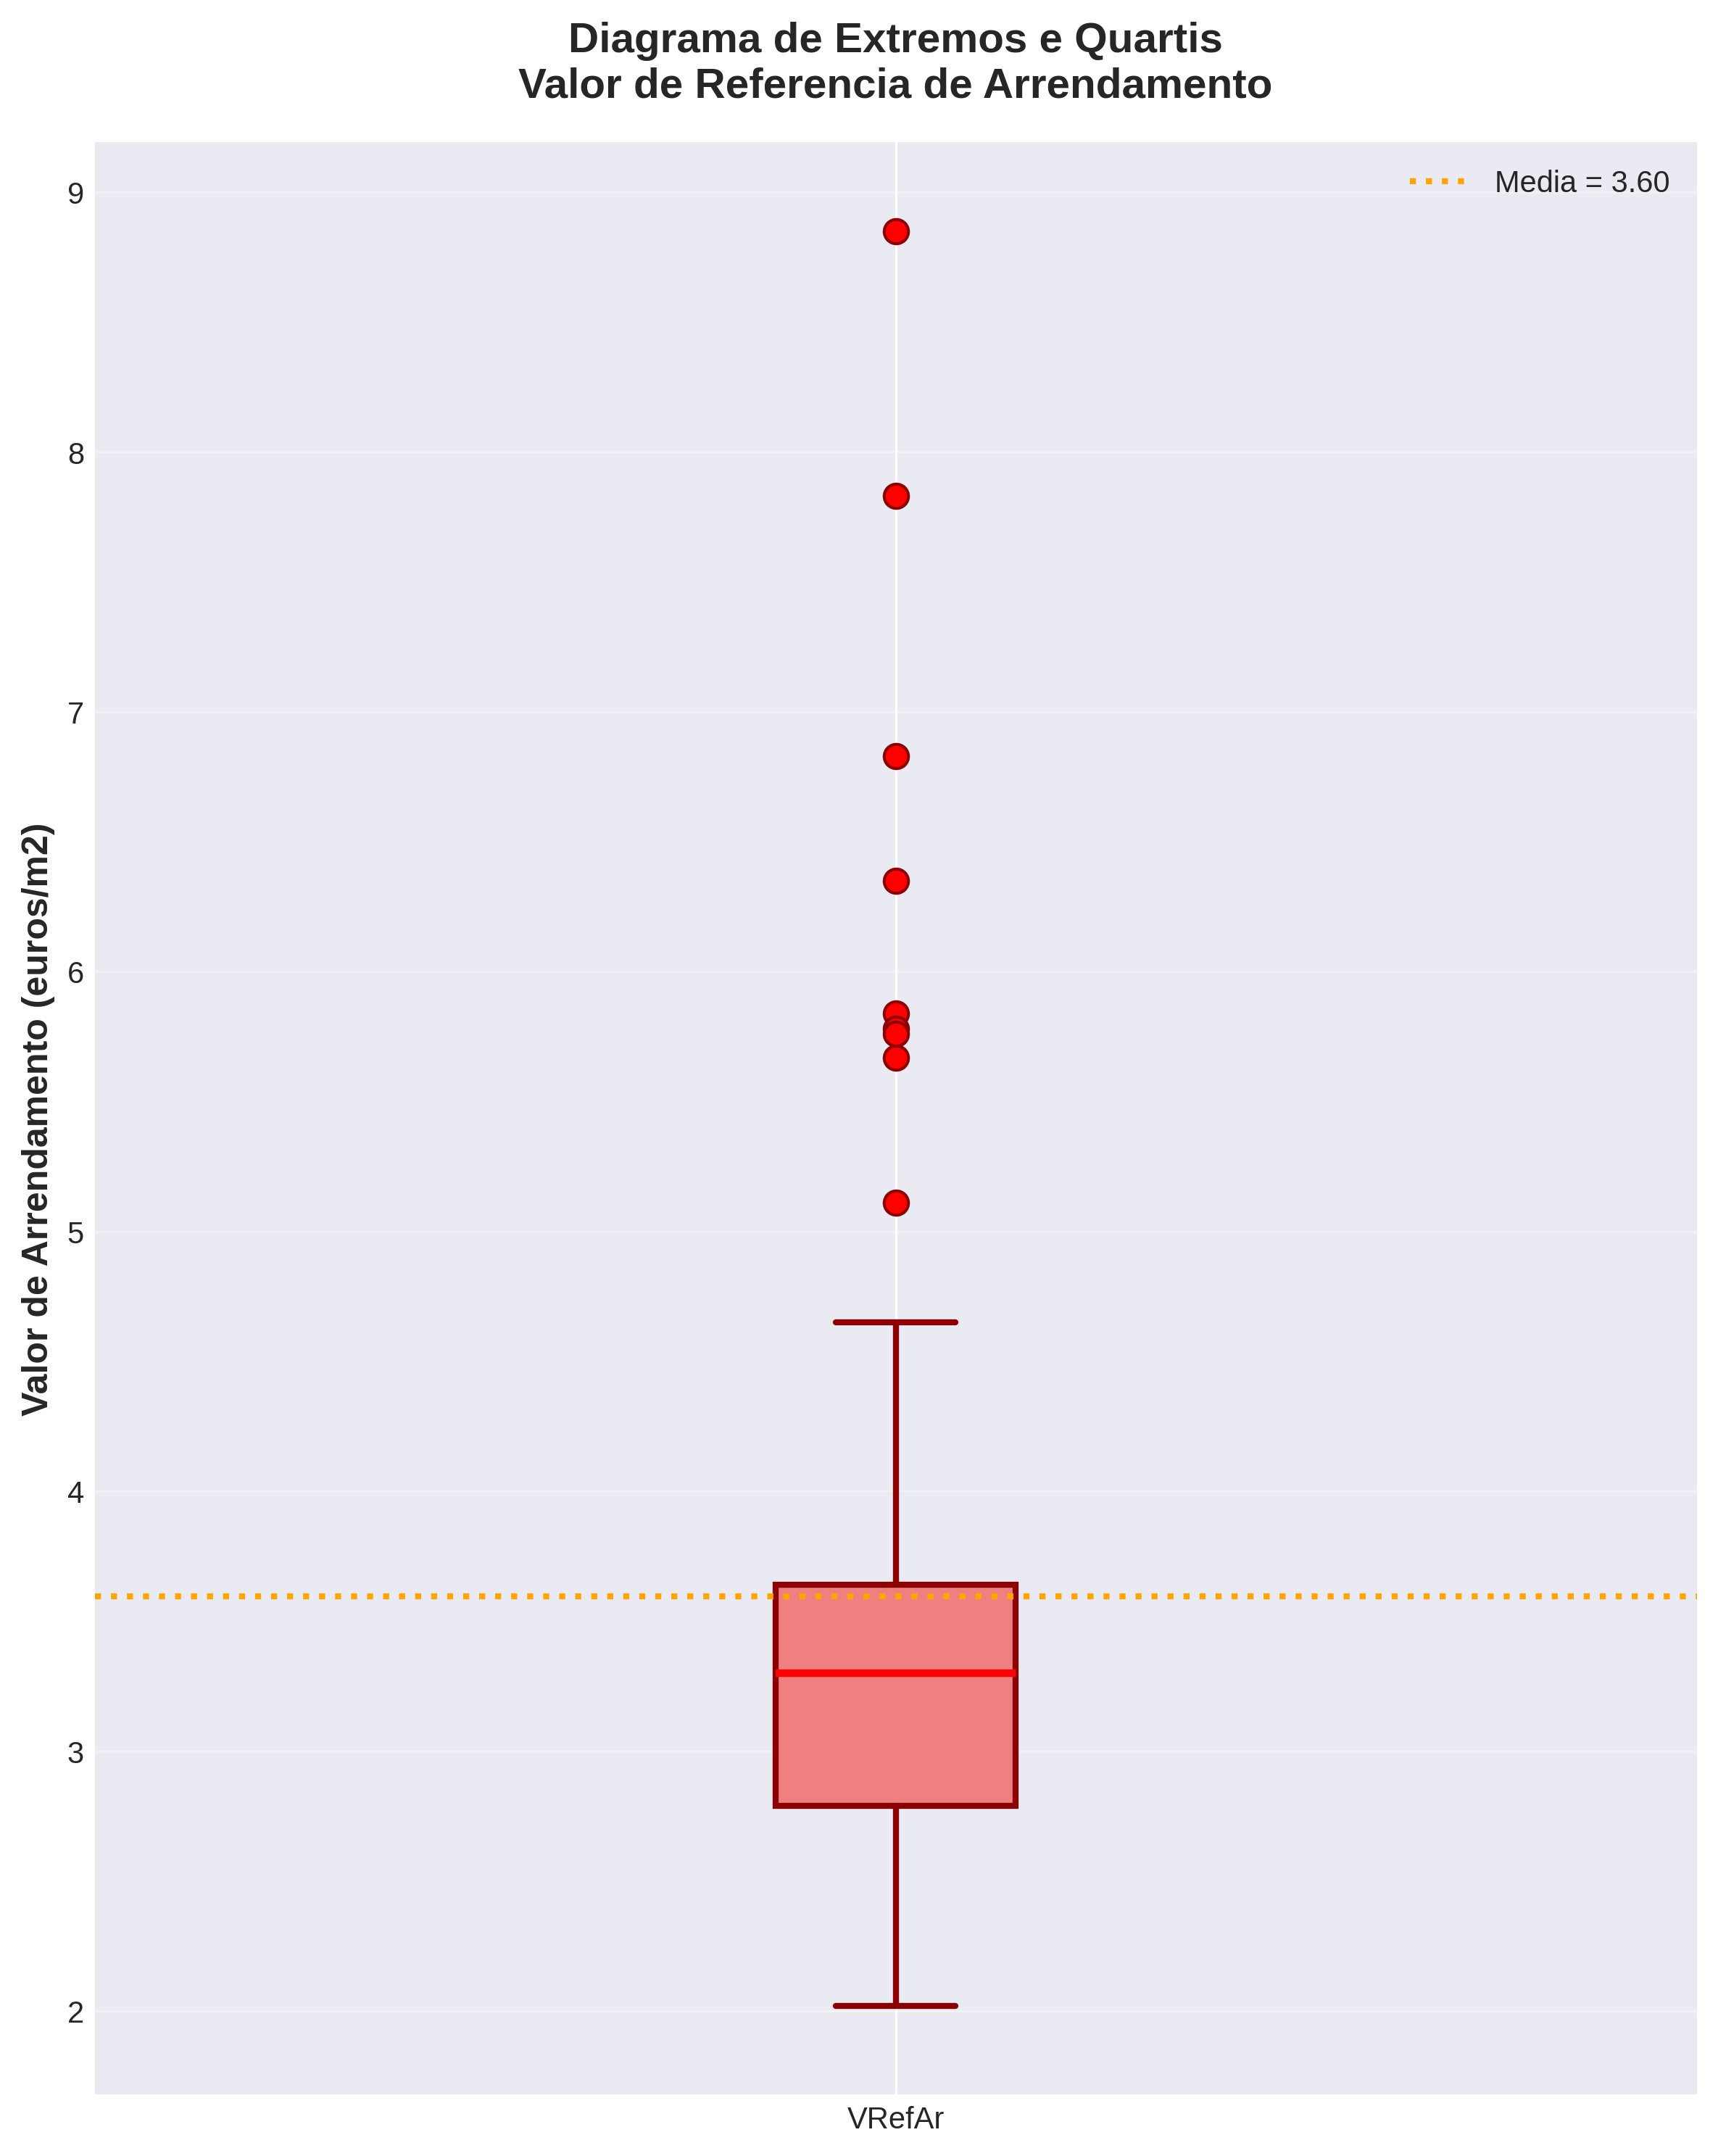 Diagrama de Extremos e Quartis
Valor de Referencia de Arrendamento
Media = 3.60
Valor de Arrendamento (euros/m2)
9
8
7
6
5
4
3
2
VRefAr